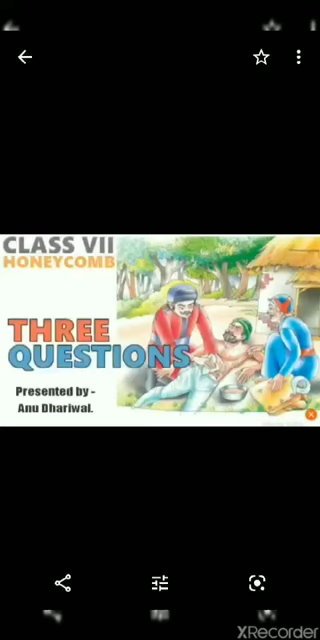 CLASS VII
HONEYCOMB
THREE
QUESTIONS
Presented by -
Anu Dhariwal.
XRecorder